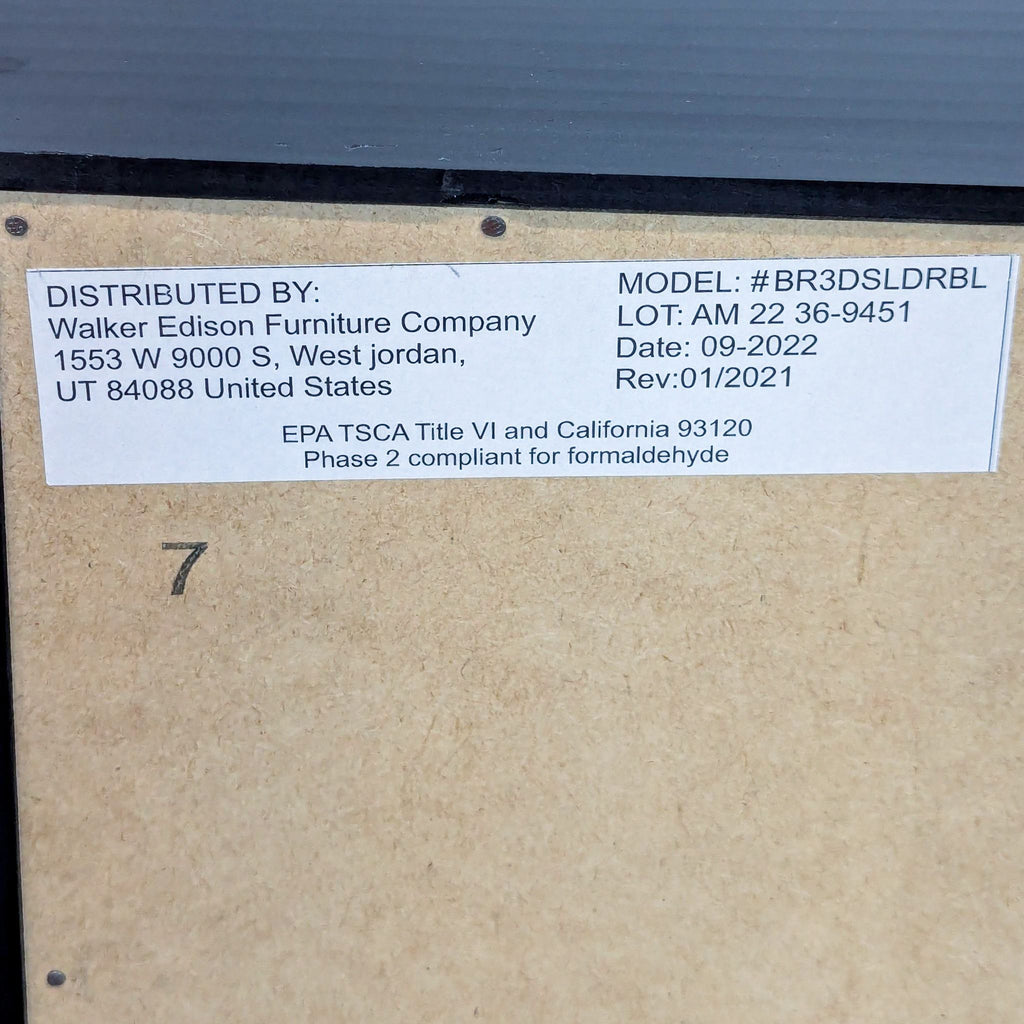 DISTRIBUTED BY:
Walker Edison Furniture Company
1553 W 9000 S, West jordan,
UT 84088 United States
MODEL: #BR3DSLDRBL
LOT: AM 22 36-9451
Date: 09-2022
Rev:01/2021
EPA TSCA Title VI and California 93120
Phase 2 compliant for formaldehyde
7